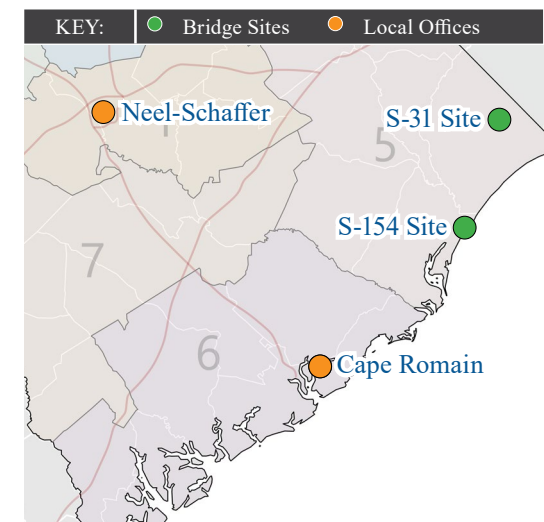 KEY: Bridge Sites Local Offices
Neel-Schaffer
1
S-31 Site
5
S-154 Site
7
6
Cape Romain